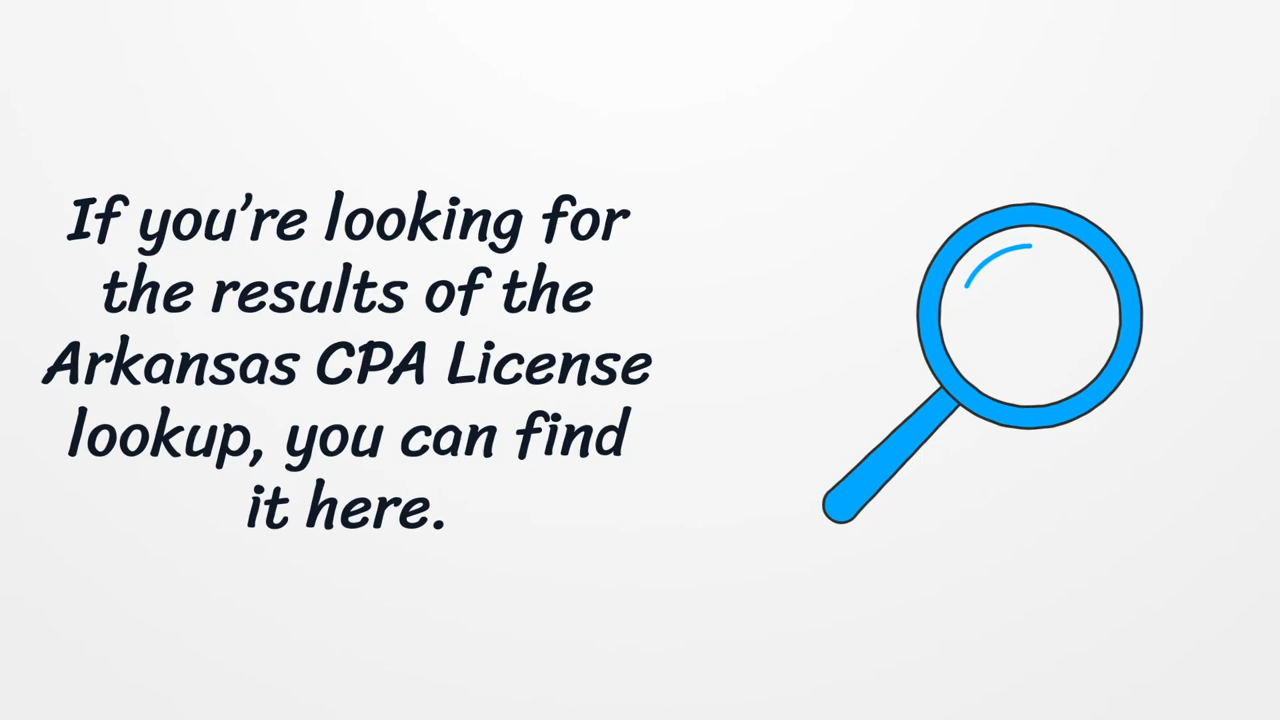 If you’re looking for
the results of the
Arkansas CPA License
lookup, you can find
it here.